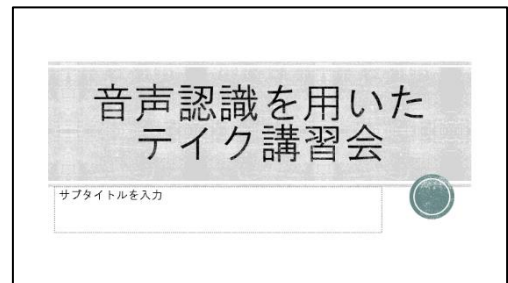 音声認識を用いた
テイク講習会
サブタイトルを入力